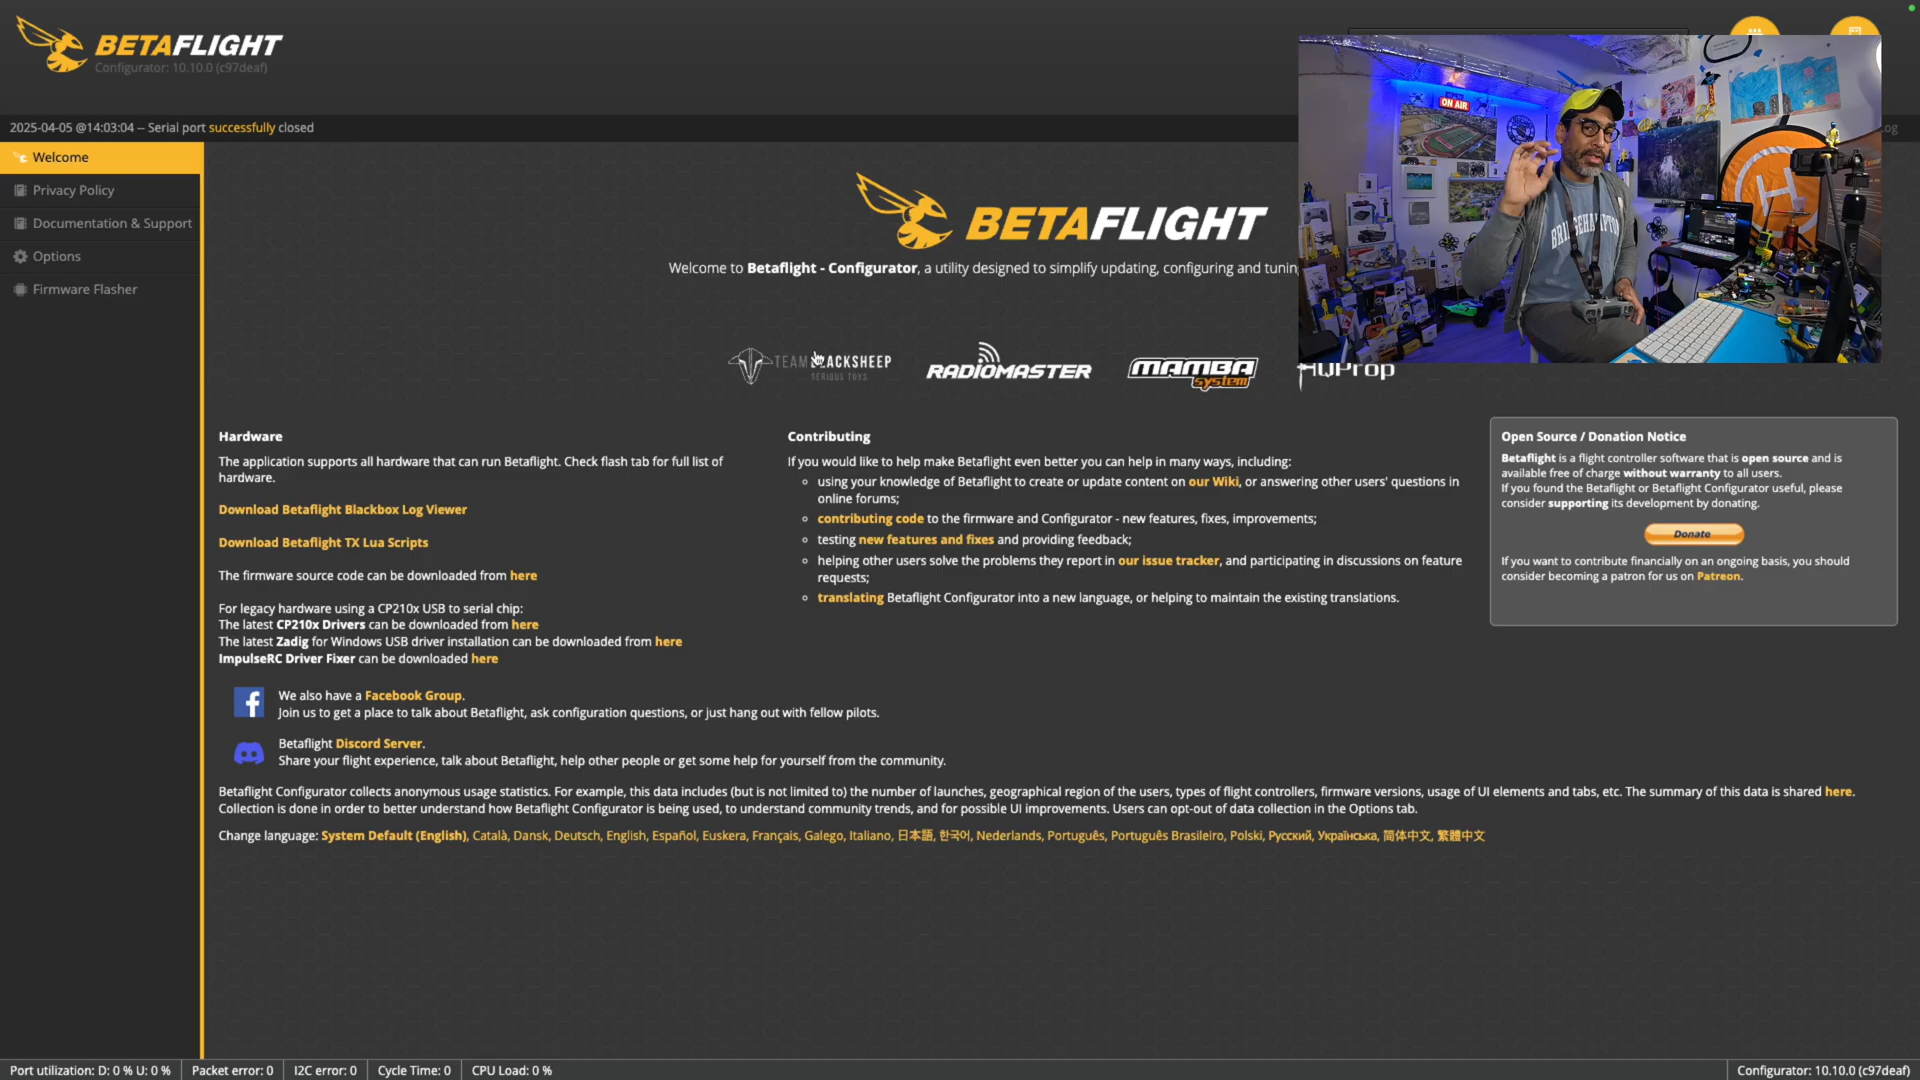 BETAFLIGHT
Configurator: 10.10.0 (c97deaf)
2025-04-05 @14:03:04 -- Serial port successfully closed
Welcome
Privacy Policy
Documentation & Support
Options
Firmware Flasher
BETAFLIGHT
Welcome to Betaflight - Configurator, a utility designed to simplify updating, configuring and tuning
ON AIR
RADIOMASTER
MAMBA
system
HQProp
Hardware
The application supports all hardware that can run Betaflight. Check flash tab for full list of
hardware.
Download Betaflight Blackbox Log Viewer
Download Betaflight TX Lua Scripts
The firmware source code can be downloaded from here
For legacy hardware using a CP210x USB to serial chip:
The latest CP210x Drivers can be downloaded from here
The latest Zadig for Windows USB driver installation can be downloaded from here
ImpulseRC Driver Fixer can be downloaded here
Contributing
If you would like to help make Betaflight even better you can help in many ways, including:
using your knowledge of Betaflight to create or update content on our Wiki, or answering other users' questions in
online forums;
contributing code to the firmware and Configurator - new features, fixes, improvements;
testing new features and fixes and providing feedback;
helping other users solve the problems they report in our issue tracker, and participating in discussions on feature
requests;
translating Betaflight Configurator into a new language, or helping to maintain the existing translations.
Open Source / Donation Notice
Betaflight is a flight controller software that is open source and is
available free of charge without warranty to all users.
If you found the Betaflight or Betaflight Configurator useful, please
consider supporting its development by donating.
Donate
If you want to contribute financially on an ongoing basis, you should
consider becoming a patron for us on Patreon.
We also have a Facebook Group.
Join us to get a place to talk about Betaflight, ask configuration questions, or just hang out with fellow pilots.
Betaflight Discord Server.
Share your flight experience, talk about Betaflight, help other people or get some help for yourself from the community.
Betaflight Configurator collects anonymous usage statistics. For example, this data includes (but is not limited to) the number of launches, geographical region of the users, types of flight controllers, firmware versions, usage of UI elements and tabs, etc. The summary of this data is shared here.
Collection is done in order to better understand how Betaflight Configurator is being used, to understand community trends, and for possible UI improvements. Users can opt-out of data collection in the Options tab.
Change language: System Default (English), Català, Dansk, Deutsch, English, Español, Euskera, Français, Galego, Italiano, 日本語, 한국어, Nederlands, Português, Português Brasileiro, Polski, Русский, Українська, 简体中文, 繁體中文
Port utilization: D: 0 % U: 0 %
Packet error: 0
I2C error: 0
Cycle Time: 0
CPU Load: 0 %
Configurator: 10.10.0 (c97deaf)